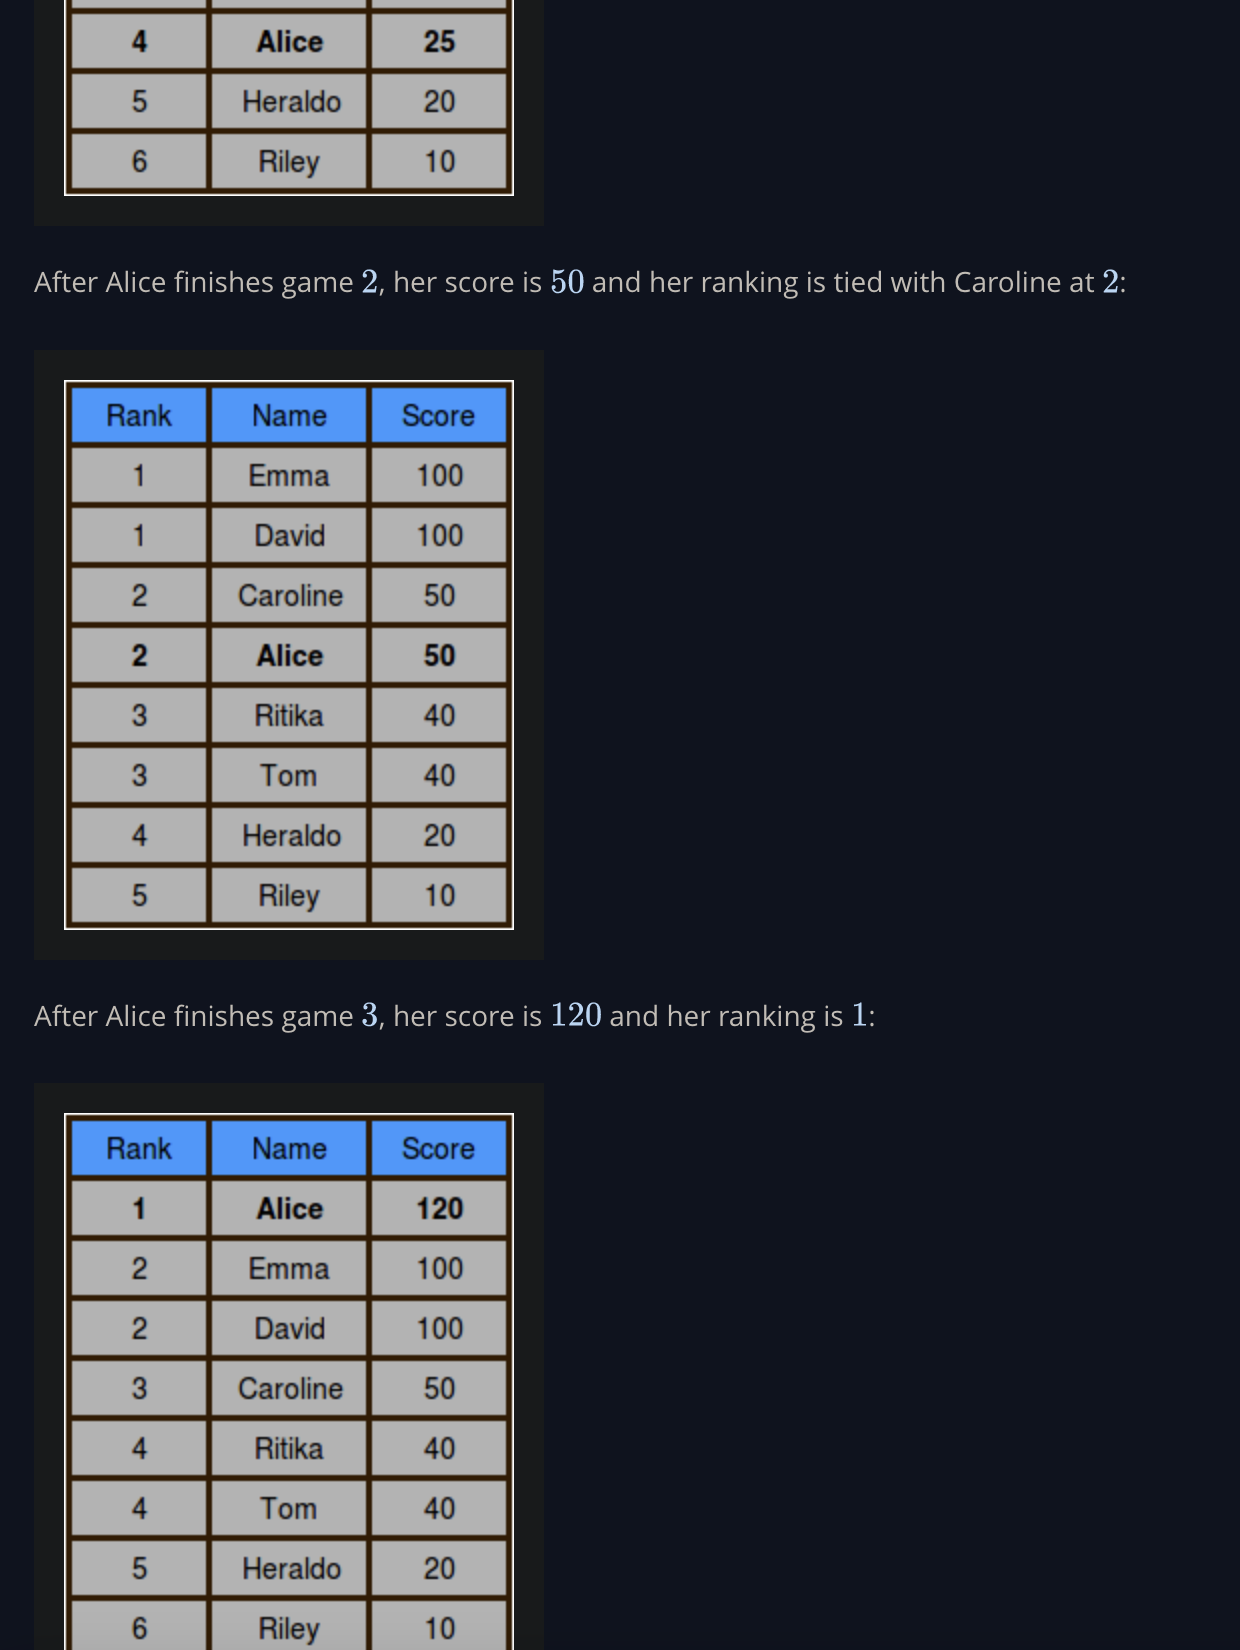 4 Alice 25
5 Heraldo 20
6 Riley 10
After Alice finishes game 2, her score is 50 and her ranking is tied with Caroline at 2:
Rank Name Score
1 Emma 100
1 David 100
2 Caroline 50
2 Alice 50
3 Ritika 40
3 Tom 40
4 Heraldo 20
5 Riley 10
After Alice finishes game 3, her score is 120 and her ranking is 1:
Rank Name Score
1 Alice 120
2 Emma 100
2 David 100
3 Caroline 50
4 Ritika 40
4 Tom 40
5 Heraldo 20
6 Riley 10